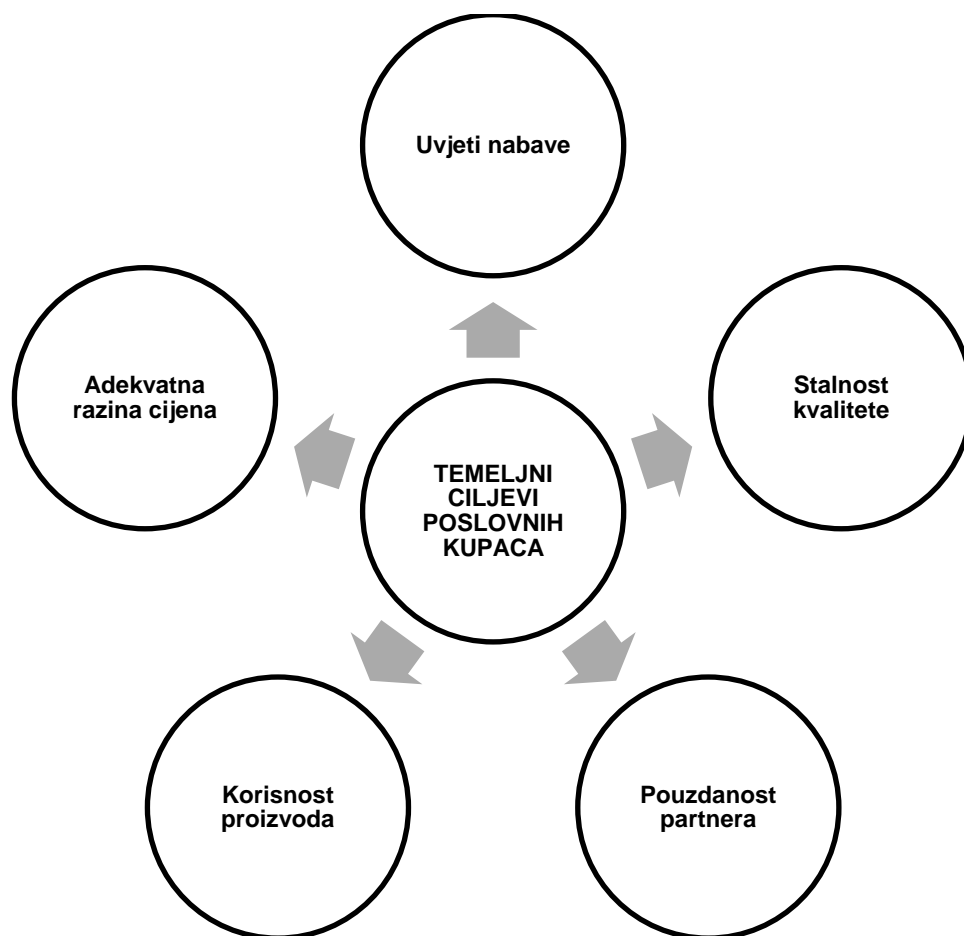 Uvjeti nabave
Adekvatna
razina cijena
Stalnost
kvalitete
TEMELJNI
CILJEVI
POSLOVNIH
KUPACA
Korisnost
proizvoda
Pouzdanost
partnera